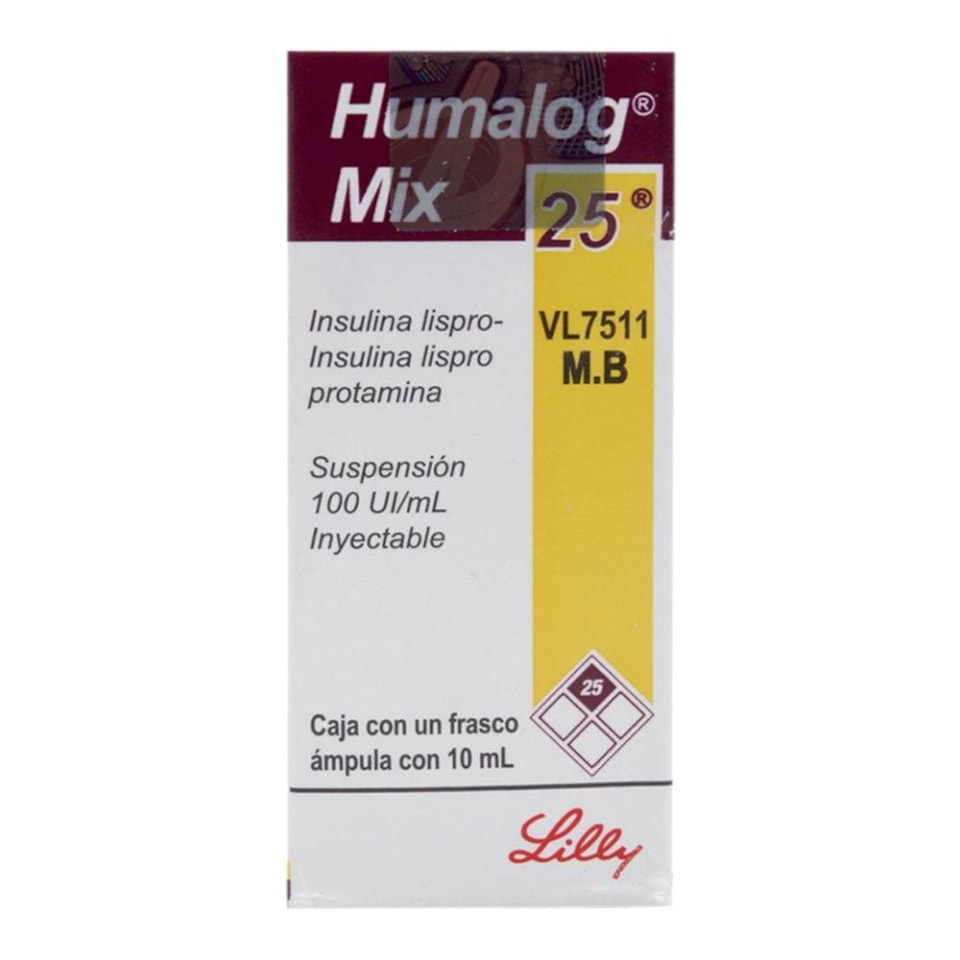 Humalog®
Mix
25®
Insulina lispro-
Insulina lispro
protamina
VL7511
M.B
Suspensión
100 UI/mL
Inyectable
25
Caja con un frasco
ámpula con 10 mL
Lilly